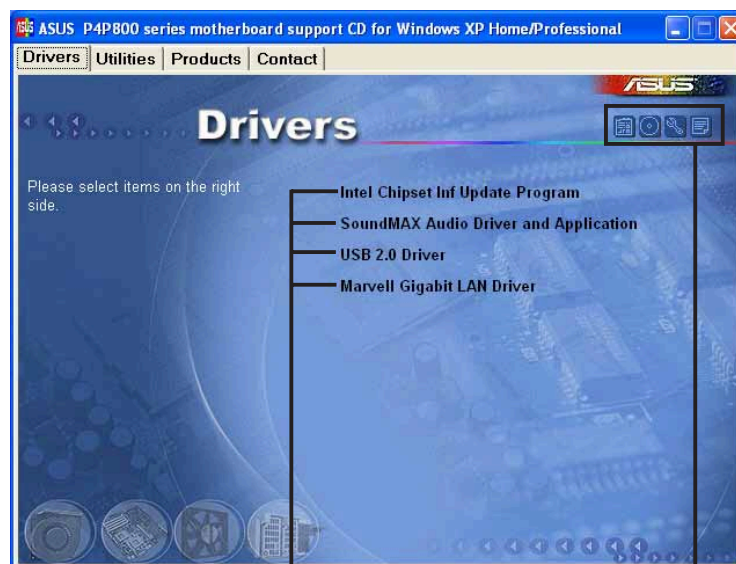 ASUS P4P800 series motherboard support CD for Windows XP Home/Professional
Drivers Utilities Products Contact
ASUS
Drivers
Please select items on the right
side.
Intel Chipset Inf Update Program
SoundMAX Audio Driver and Application
USB 2.0 Driver
Marvell Gigabit LAN Driver